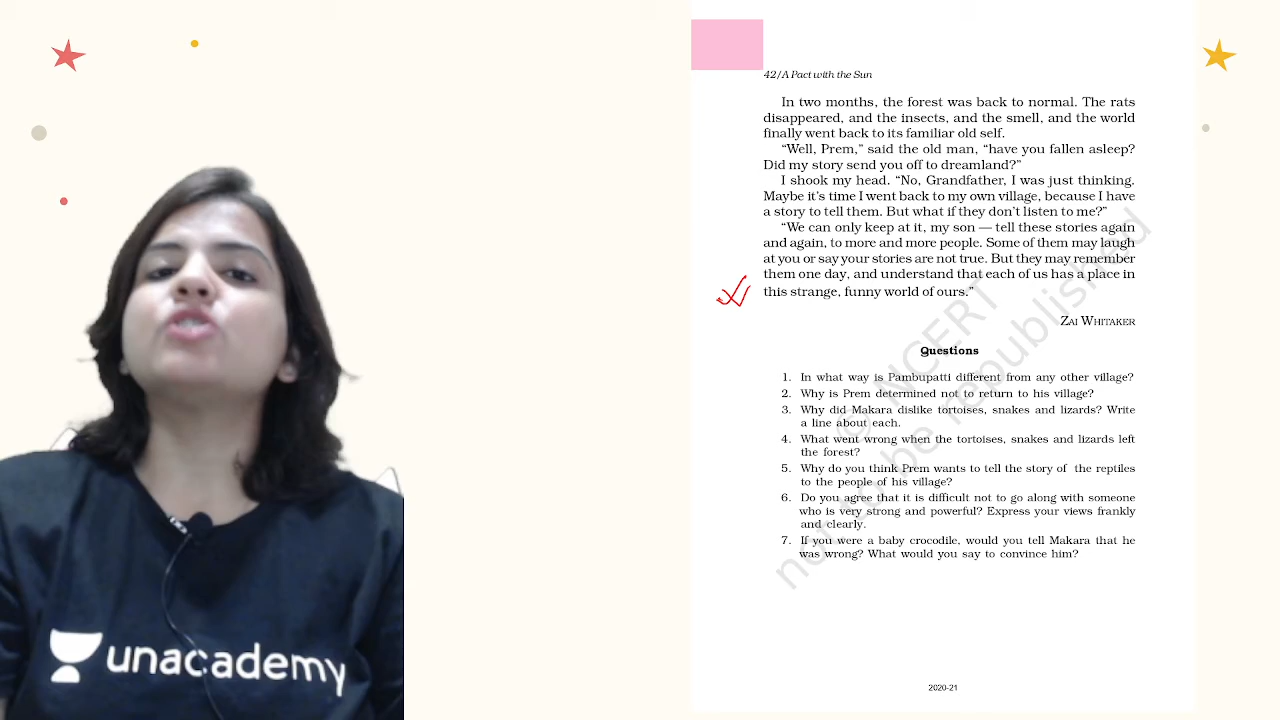 42/A Pact with the Sun
In two months, the forest was back to normal. The rats
disappeared, and the insects, and the smell, and the world
finally went back to its familiar old self.
“Well, Prem,” said the old man, “have you fallen asleep?
Did my story send you off to dreamland?”
I shook my head. “No, Grandfather, I was just thinking.
Maybe it’s time I went back to my own village, because I have
a story to tell them. But what if they don’t listen to me?”
“We can only keep at it, my son — tell these stories again
and again, to more and more people. Some of them may laugh
at you or say your stories are not true. But they may remember
them one day, and understand that each of us has a place in
this strange, funny world of ours.”
ZAI WHITAKER
Questions
1. In what way is Pambupatti different from any other village?
2. Why is Prem determined not to return to his village?
3. Why did Makara dislike tortoises, snakes and lizards? Write
a line about each.
4. What went wrong when the tortoises, snakes and lizards left
the forest?
5. Why do you think Prem wants to tell the story of the reptiles
to the people of his village?
6. Do you agree that it is difficult not to go along with someone
who is very strong and powerful? Express your views frankly
and clearly.
7. If you were a baby crocodile, would you tell Makara that he
was wrong? What would you say to convince him?
© NCERT
not to be republished
2020-21
unacademy